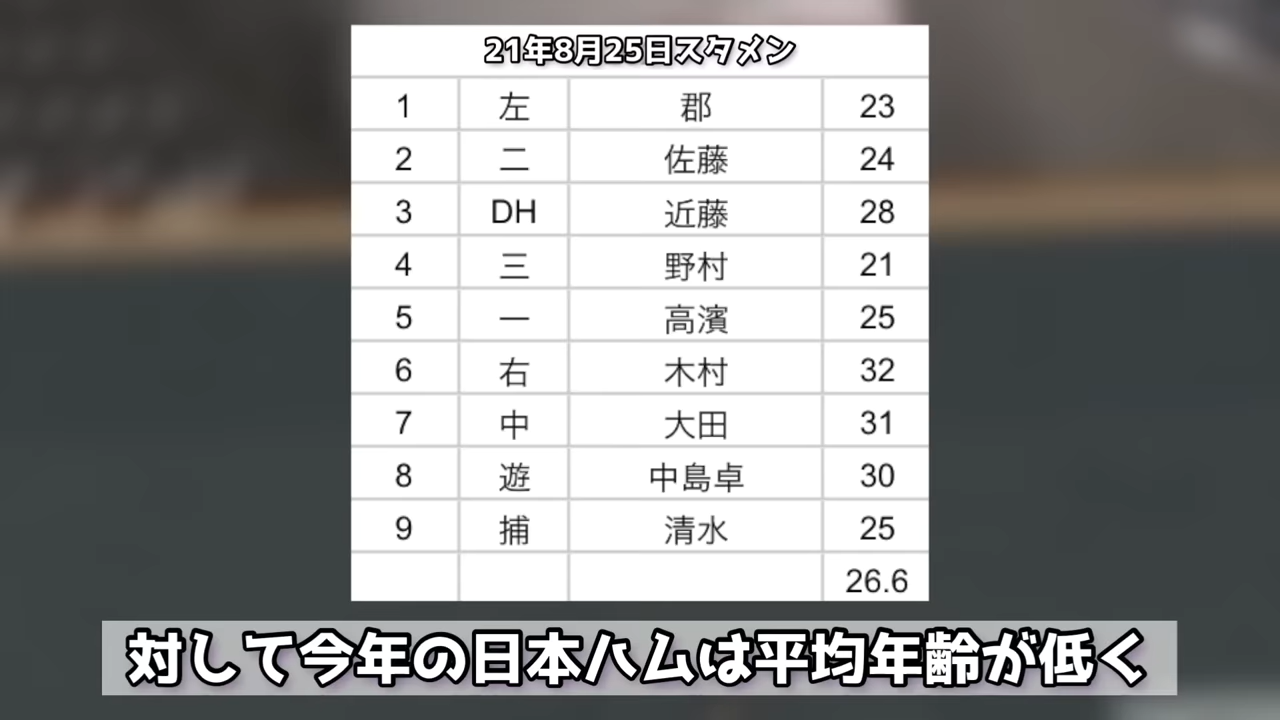 21年8月25日スタメン
1 左 郡 23
2 二 佐藤 24
3 DH 近藤 28
4 三 野村 21
5 一 高濱 25
6 右 木村 32
7 中 大田 31
8 遊 中島卓 30
9 捕 清水 25
26.6
対して今年の日本ハムは平均年齢が低く